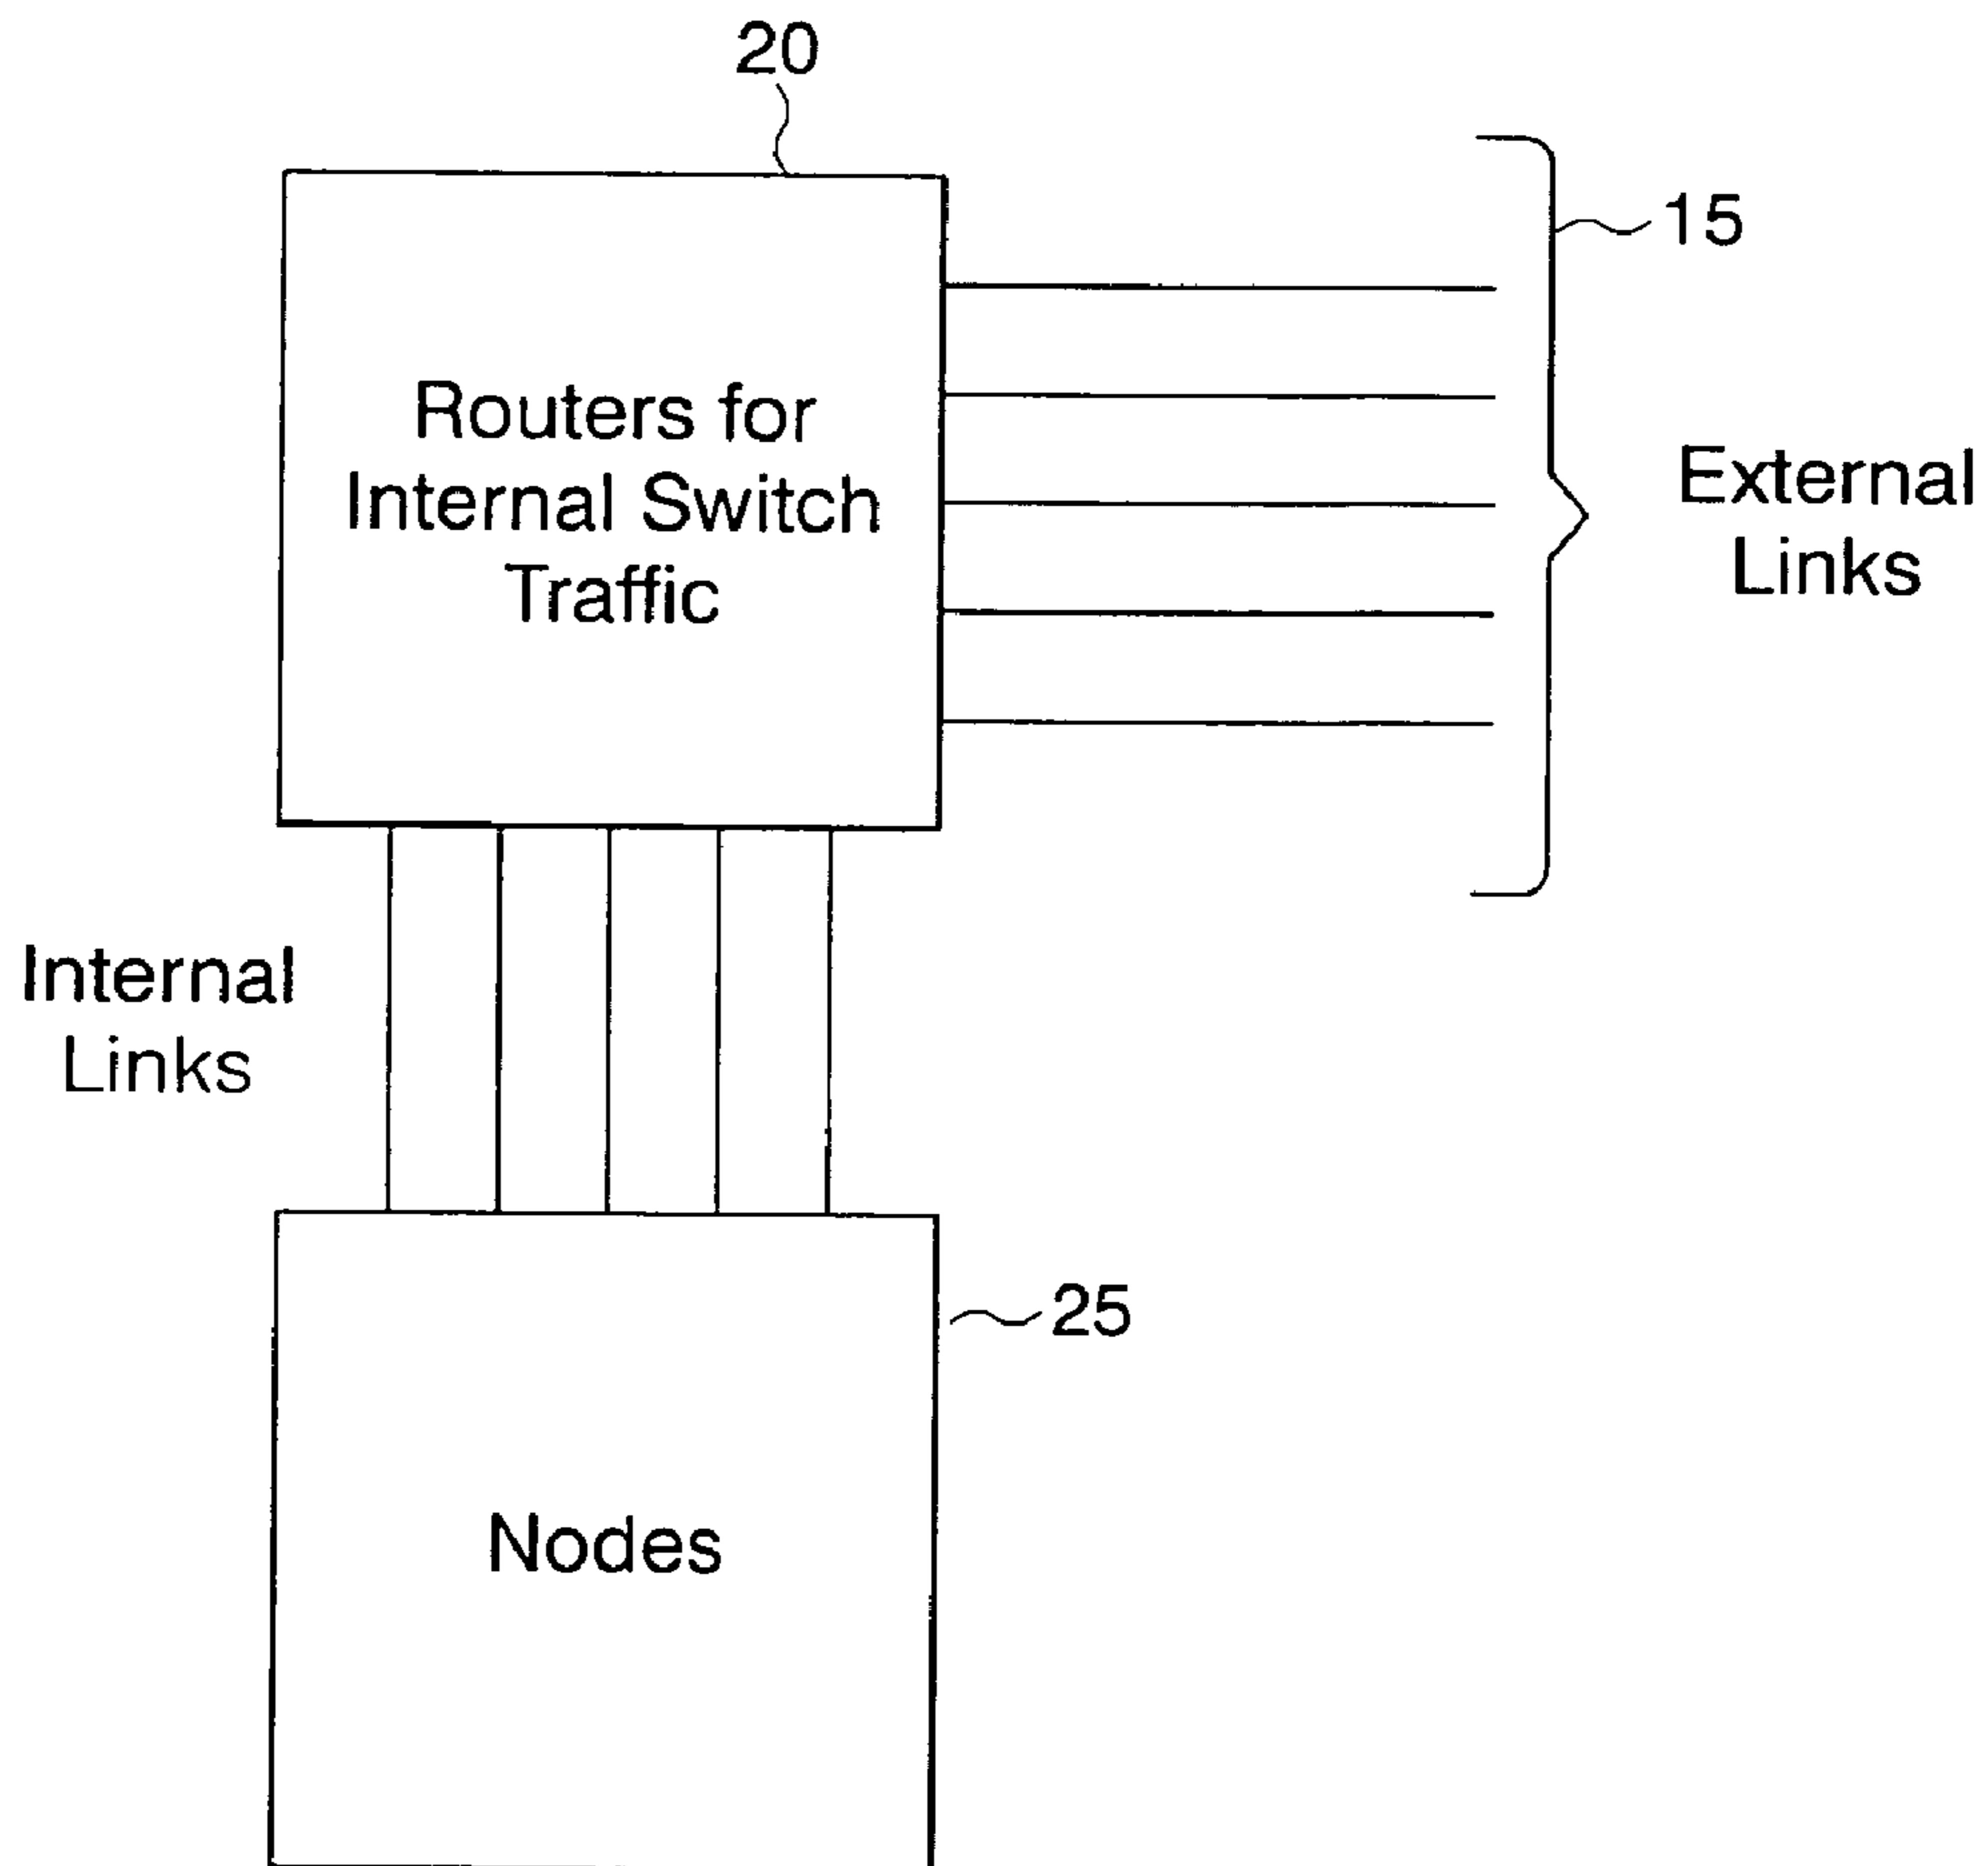 20
15
Routers for
Internal Switch
Traffic
External
Links
Internal
Links
25
Nodes